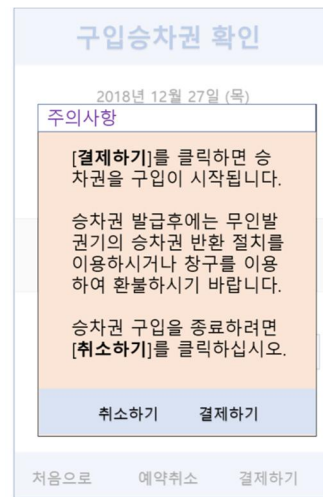 구입승차권 확인
2018년 12월 27일 (목)
주의사항
[결제하기]를 클릭하면 승
차권을 구입이 시작됩니다.
승차권 발급후에는 무인발
권기의 승차권 반환 절치를
이용하시거나 창구를 이용
하여 환불하시기 바랍니다.
승차권 구입을 종료하려면
[취소하기]를 클릭하십시오.
취소하기 결제하기
처음으로 예약취소 결제하기